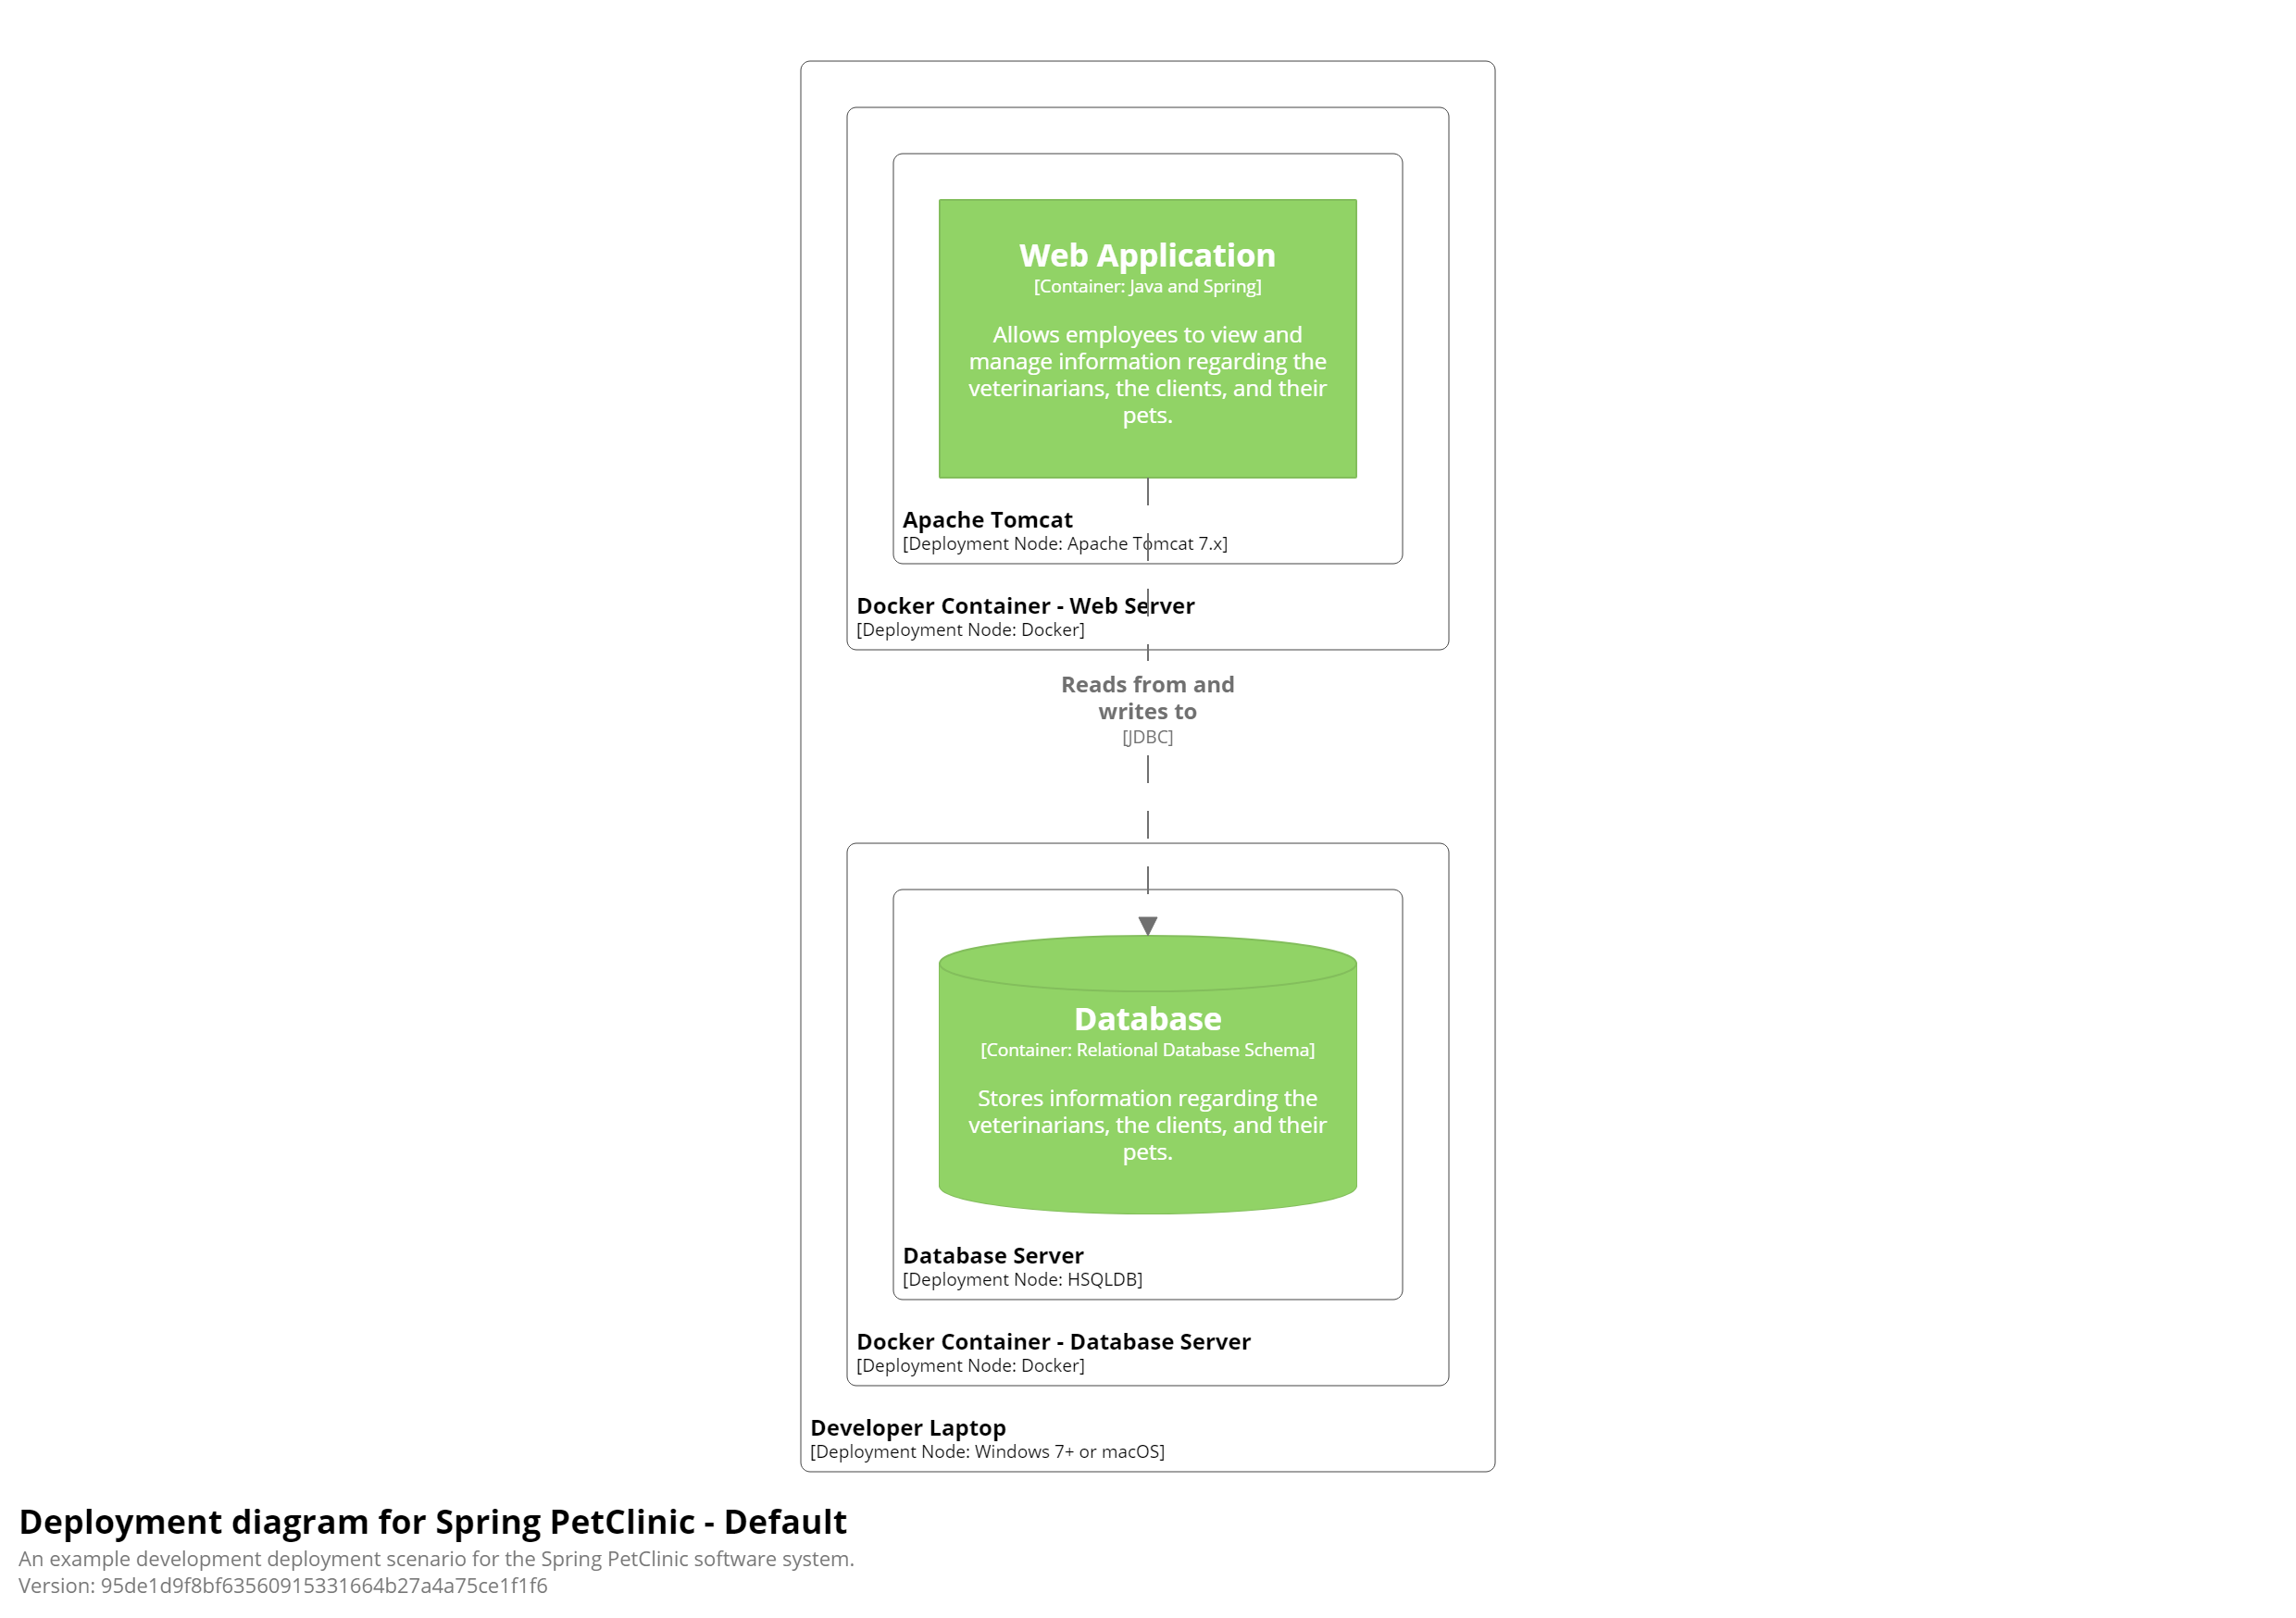 Web Application
[Container: Java and Spring]
Allows employees to view and
manage information regarding the
veterinarians, the clients, and their
pets.
Apache Tomcat
[Deployment Node: Apache Tomcat 7.x]
Docker Container - Web Server
[Deployment Node: Docker]
Reads from and
writes to
[JDBC]
Database
[Container: Relational Database Schema]
Stores information regarding the
veterinarians, the clients, and their
pets.
Database Server
[Deployment Node: HSQLDB]
Docker Container - Database Server
[Deployment Node: Docker]
Developer Laptop
[Deployment Node: Windows 7+ or macOS]
Deployment diagram for Spring PetClinic - Default
An example development deployment scenario for the Spring PetClinic software system.
Version: 95de1d9f8bf63560915331664b27a4a75ce1f1f6